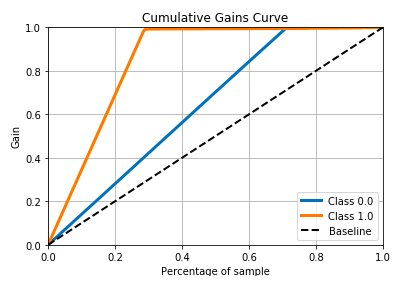 Cumulative Gains Curve
Gain
1.0
0.8
0.6
0.4
0.2
0.0
0.0 0.2 0.4 0.6 0.8 1.0
Percentage of sample
Class 0.0
Class 1.0
Baseline